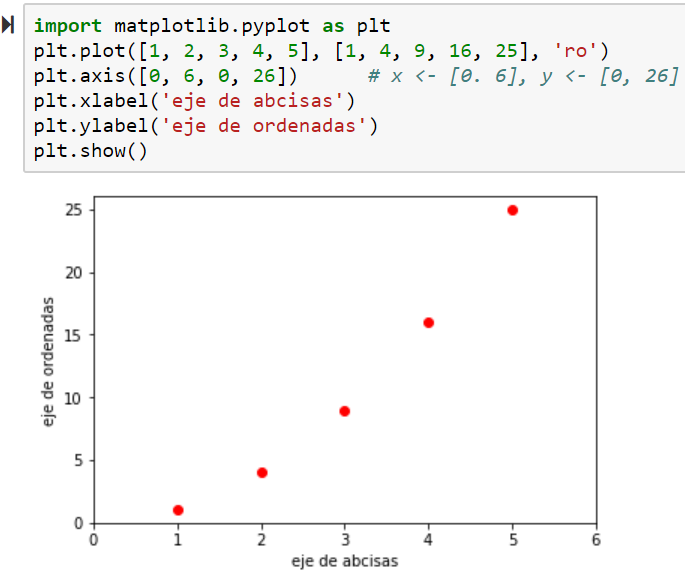 import matplotlib.pyplot as plt
plt.plot([1, 2, 3, 4, 5], [1, 4, 9, 16, 25], 'ro')
plt.axis([0, 6, 0, 26])      # x <- [0. 6], y <- [0, 26]
plt.xlabel('eje de abcisas')
plt.ylabel('eje de ordenadas')
plt.show()
25
20
15
10
5
0
eje de ordenadas
0 1 2 3 4 5 6
eje de abcisas